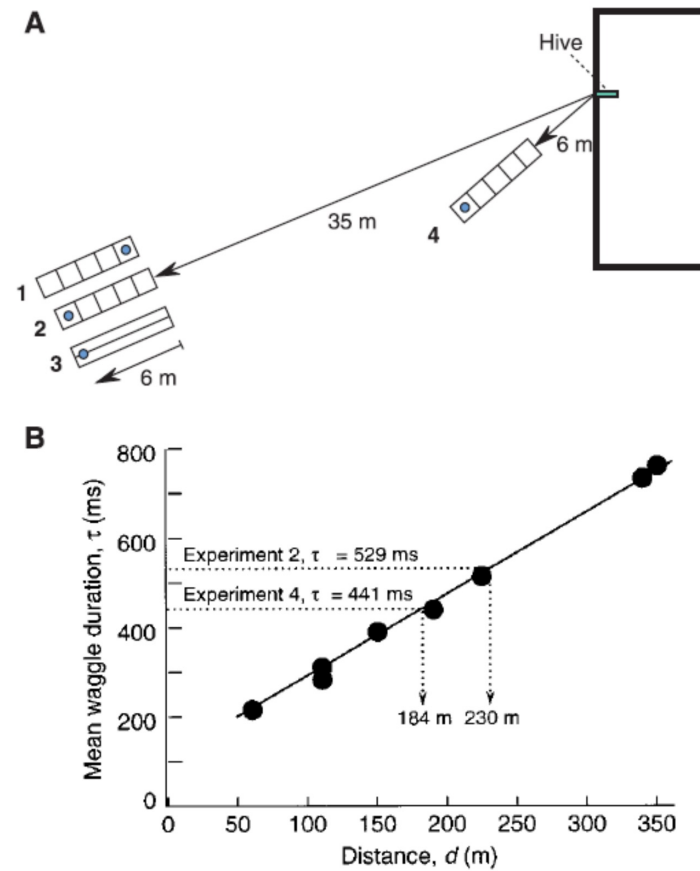 A
Hive
6 m
35 m
4
1
2
3
6 m
B
Mean waggle duration, τ (ms)
800
600
400
200
0
Experiment 2, τ = 529 ms
Experiment 4, τ = 441 ms
184 m 230 m
0 50 100 150 200 250 300 350
Distance, d (m)